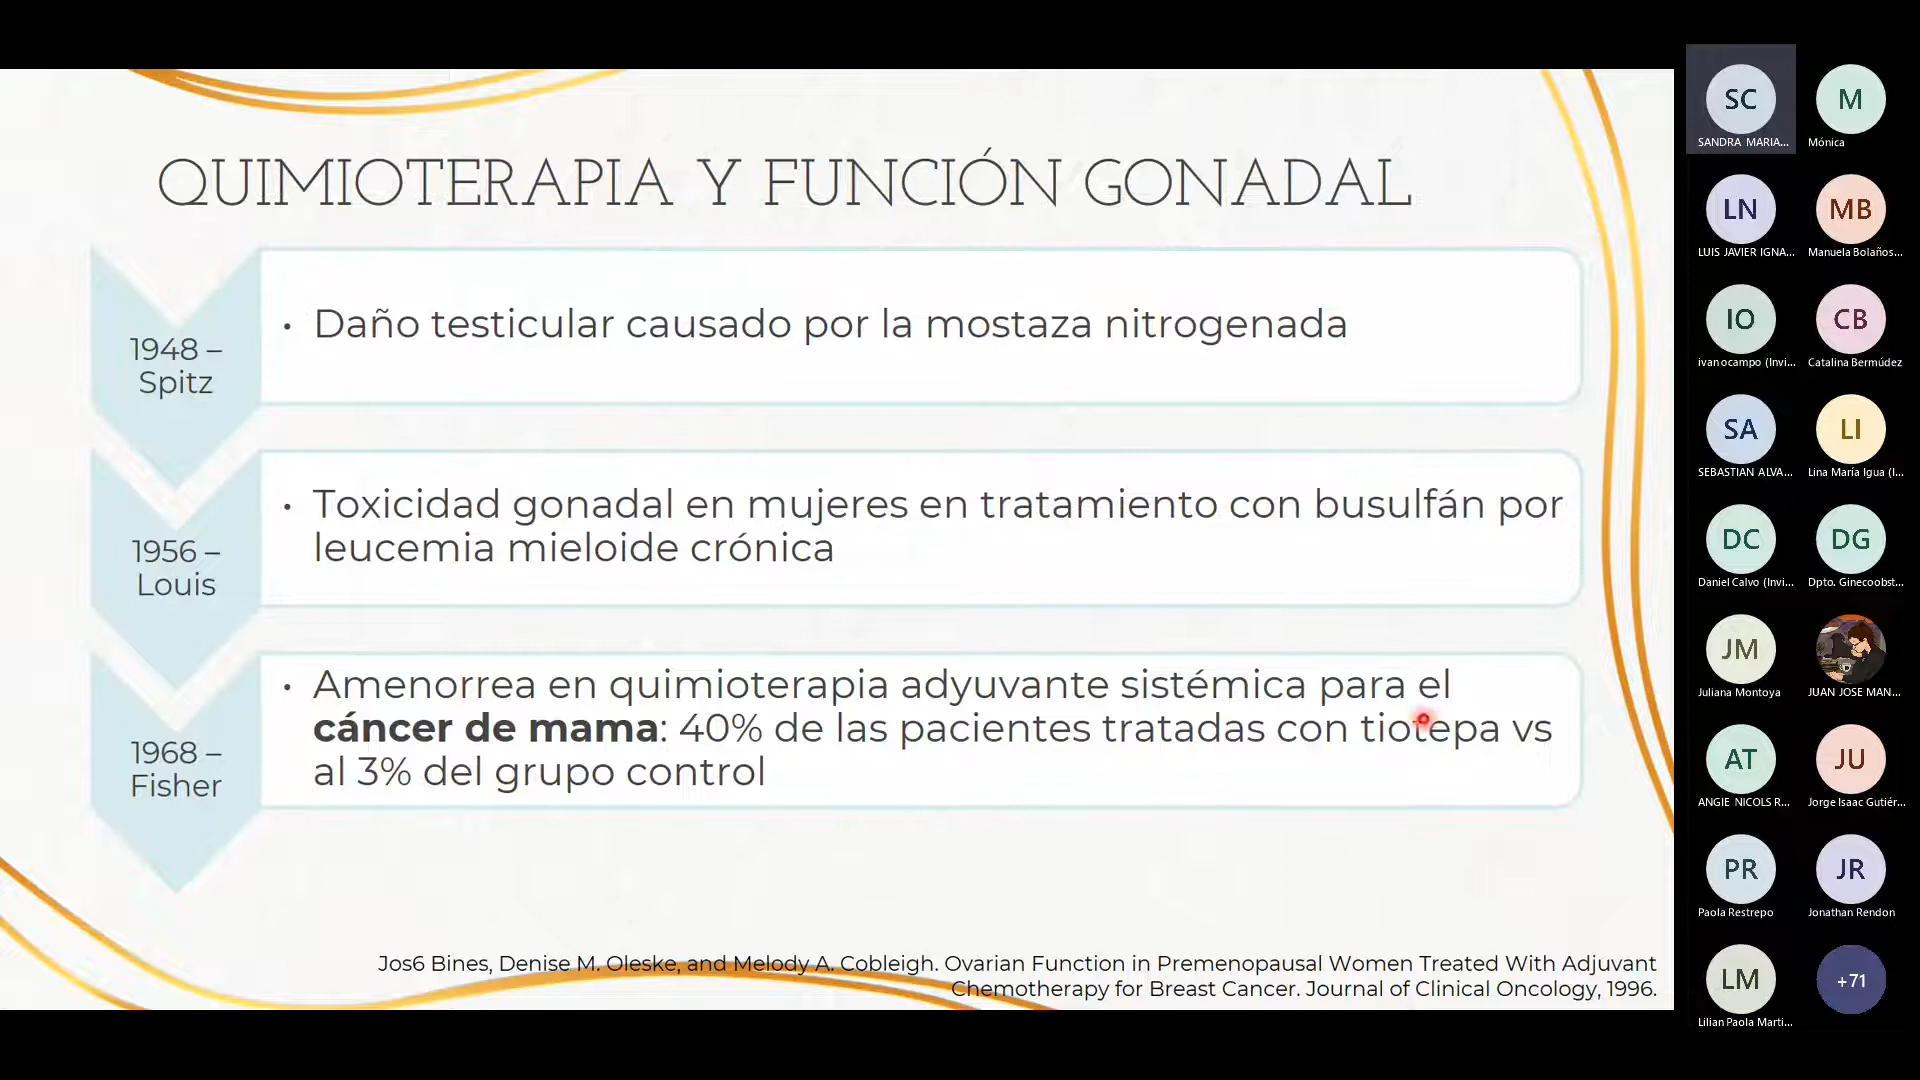 QUIMIOTERAPIA Y FUNCIÓN GONADAL
1948 –
Spitz
• Daño testicular causado por la mostaza nitrogenada
1956 –
Louis
• Toxicidad gonadal en mujeres en tratamiento con busulfán por
leucemia mieloide crónica
1968 –
Fisher
• Amenorrea en quimioterapia adyuvante sistémica para el
cáncer de mama: 40% de las pacientes tratadas con tiotepa vs
al 3% del grupo control
Jos6 Bines, Denise M. Oleske, and Melody A. Cobleigh. Ovarian Function in Premenopausal Women Treated With Adjuvant
Chemotherapy for Breast Cancer. Journal of Clinical Oncology, 1996.
SC
SANDRA MARIA...
M
Mónica
LN
LUIS JAVIER IGNA...
MB
Manuela Bolaños...
IO
ivan ocampo (Invi...
CB
Catalina Bermúdez
SA
SEBASTIAN ALVA...
LI
Lina María Igua (I...
DC
Daniel Calvo (Invi...
DG
Dpto. Ginecoobst...
JM
Juliana Montoya
JUAN JOSE MAN...
AT
ANGIE NICOLS R...
JU
Jorge Isaac Gutiér...
PR
Paola Restrepo
JR
Jonathan Rendon
LM
Lilian Paola Marti...
+71